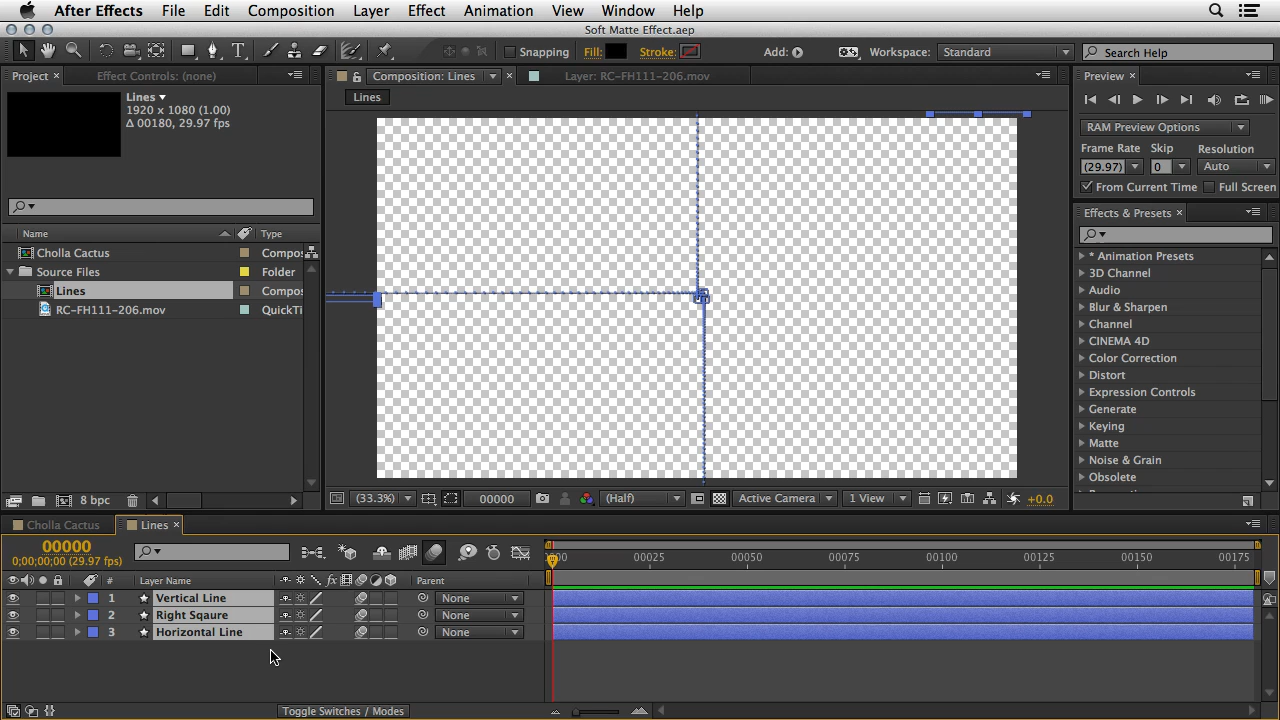 After Effects File Edit Composition Layer Effect Animation View Window Help
Soft Matte Effect.aep
Snapping Fill: Stroke: Add: Workspace: Standard Search Help
Project × Effect Controls: (none)
Composition: Lines × Layer: RC-FH111-206.mov
Preview ×
Lines
1920 x 1080 (1.00)
Δ 00180, 29.97 fps
Lines
RAM Preview Options
Frame Rate Skip Resolution
(29.97) 0 Auto
From Current Time Full Screen
Effects & Presets ×
Name Type
Cholla Cactus Compos
Source Files Folder
Lines Compos
RC-FH111-206.mov QuickTi
* Animation Presets
3D Channel
Audio
Blur & Sharpen
Channel
CINEMA 4D
Color Correction
Distort
Expression Controls
Generate
Keying
Matte
Noise & Grain
Obsolete
8 bpc
(33.3%) 00000 (Half) Active Camera 1 View +0.0
Cholla Cactus Lines ×
00000
0;00;00;00 (29.97 fps)
00025 00050 00075 00100 00125 00150 00175
# Layer Name fx Parent
1 Vertical Line None
2 Right Sqaure None
3 Horizontal Line None
Toggle Switches / Modes